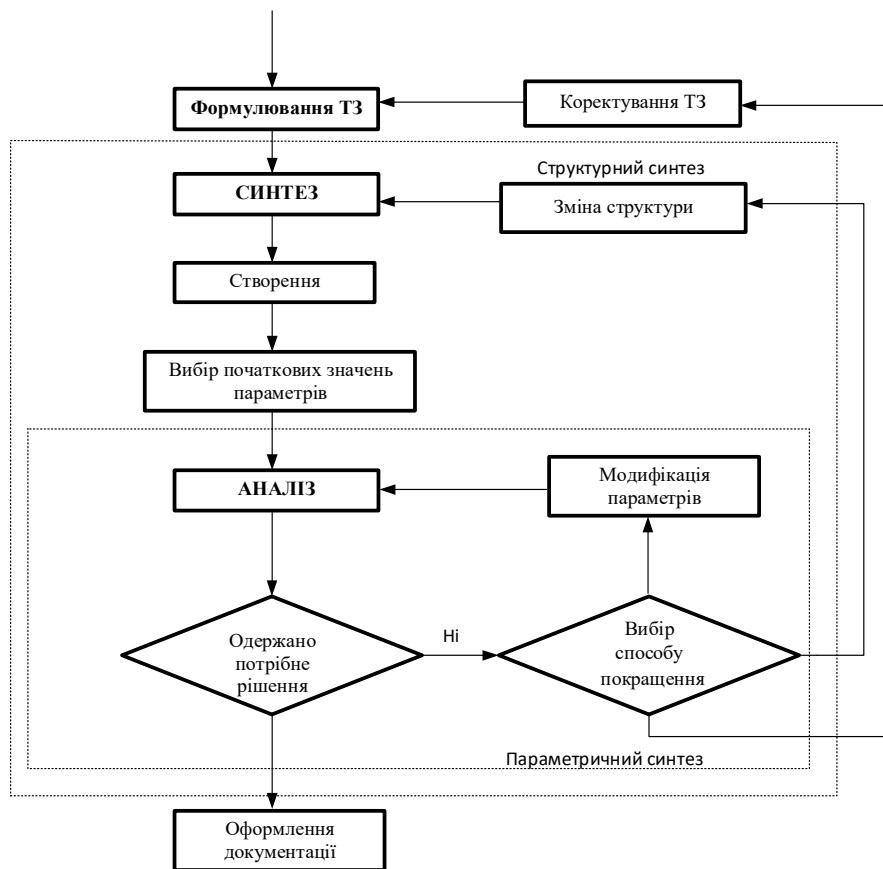 Формулювання ТЗ
Коректування ТЗ
Структурний синтез
СИНТЕЗ
Зміна структури
Створення
Вибір початкових значень
параметрів
АНАЛІЗ
Модифікація
параметрів
Одержано
потрібне
рішення
Ні
Вибір
способу
покращення
Параметричний синтез
Оформлення
документації